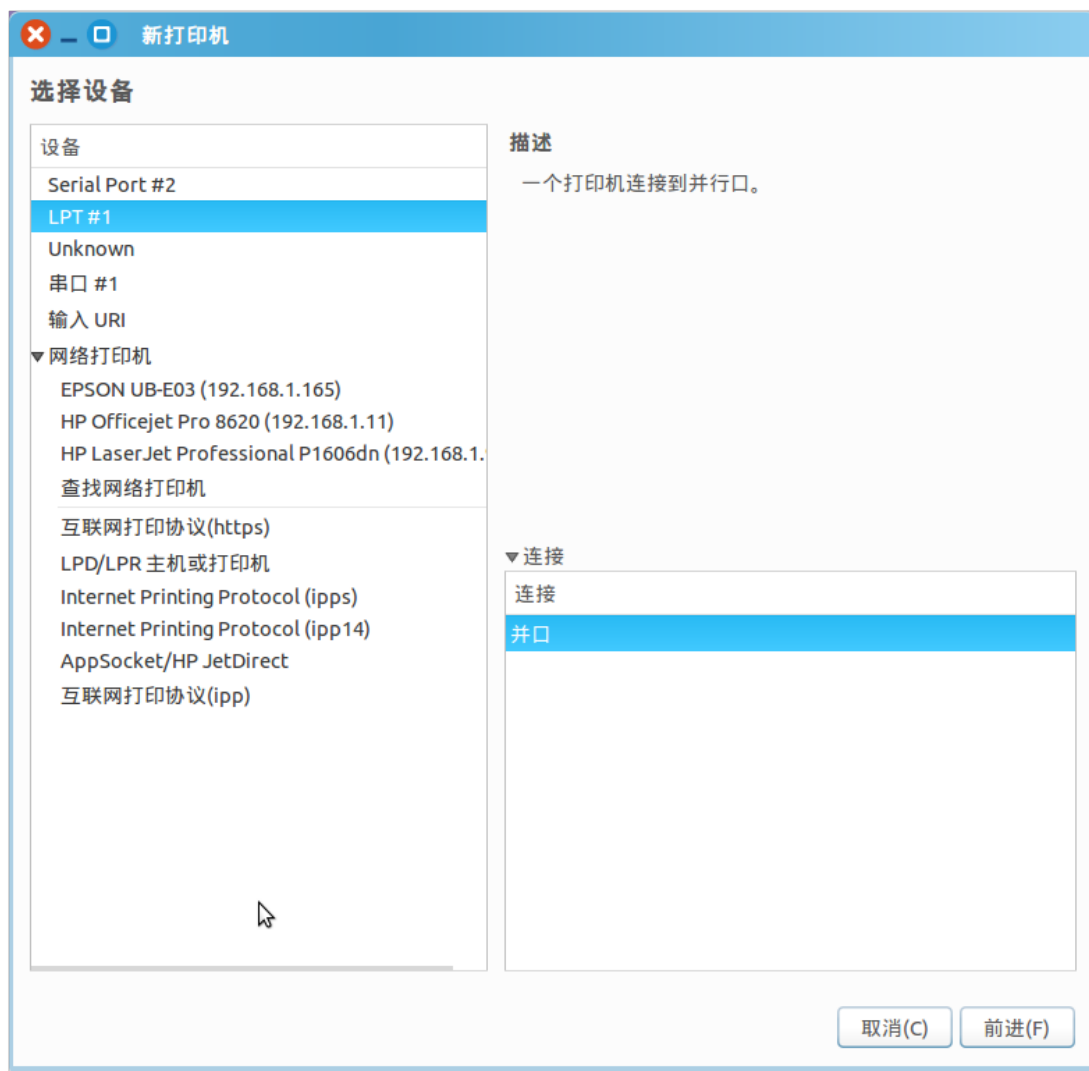 新打印机
选择设备
设备
Serial Port #2
LPT #1
Unknown
串口 #1
输入 URI
网络打印机
EPSON UB-E03 (192.168.1.165)
HP Officejet Pro 8620 (192.168.1.11)
HP LaserJet Professional P1606dn (192.168.1.
查找网络打印机
互联网打印协议(https)
LPD/LPR 主机或打印机
Internet Printing Protocol (ipps)
Internet Printing Protocol (ipp14)
AppSocket/HP JetDirect
互联网打印协议(ipp)
描述
一个打印机连接到并行口。
连接
连接
并口
取消(C)
前进(F)